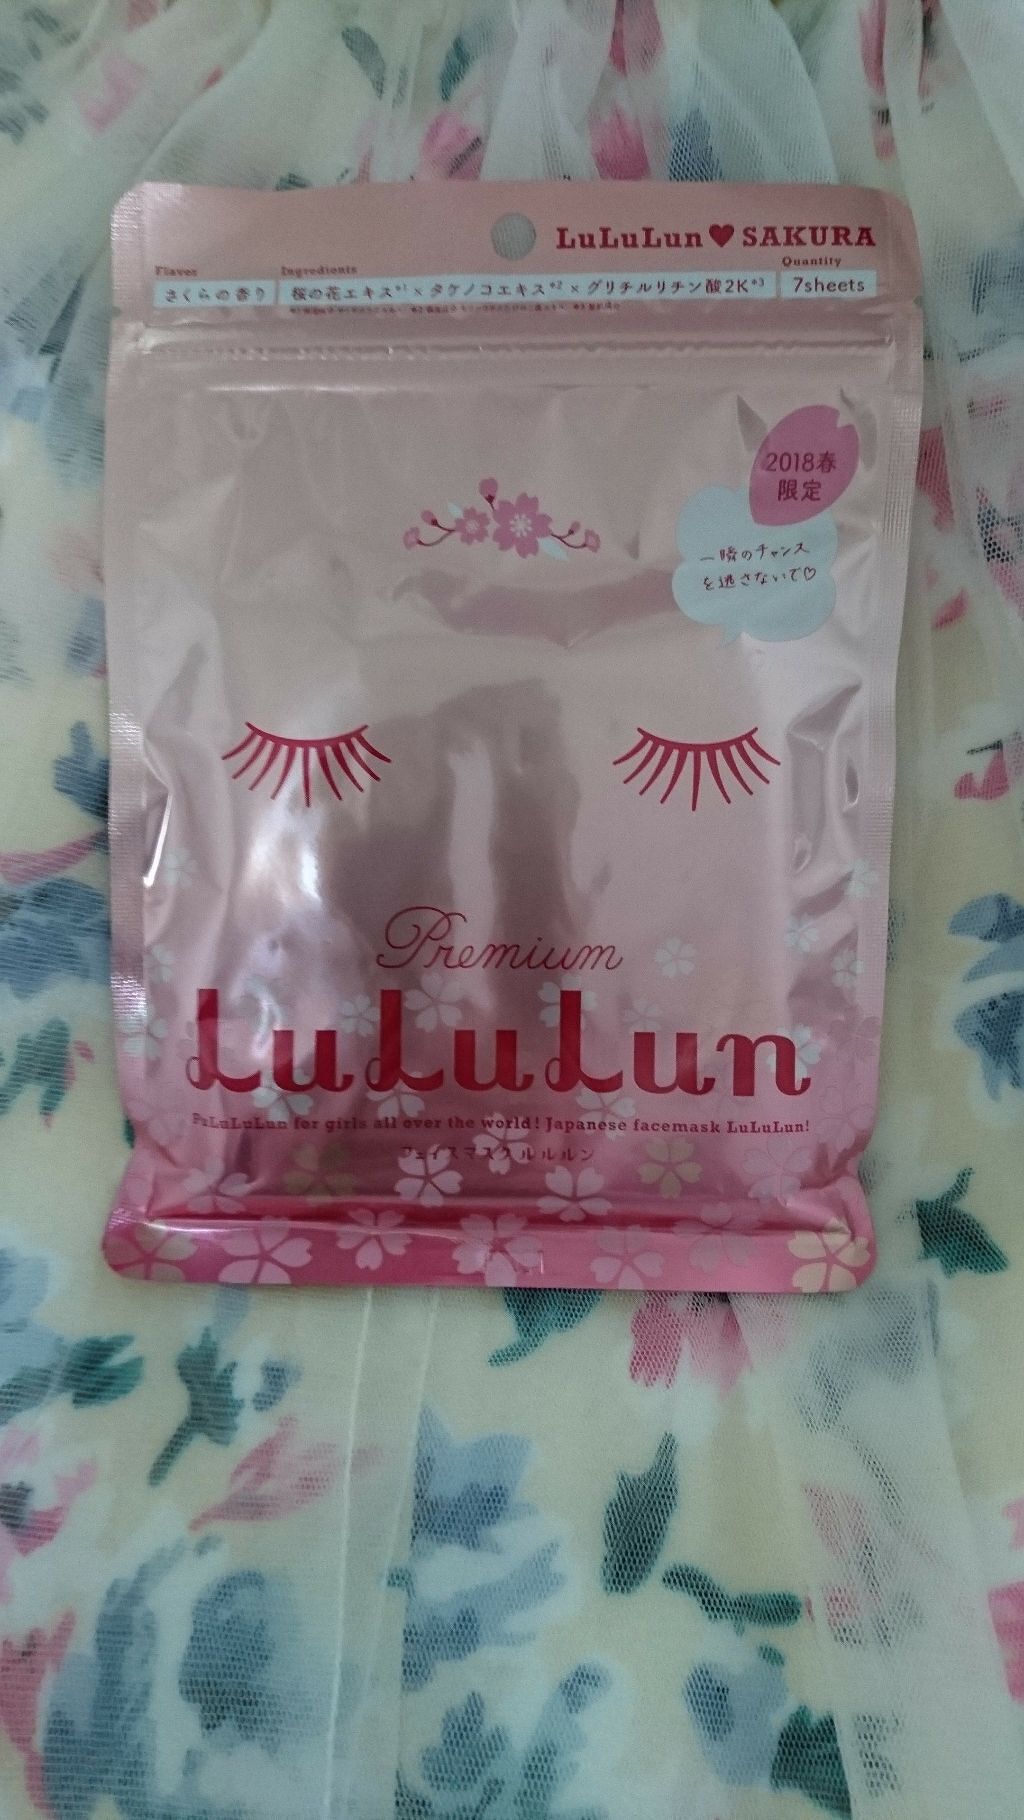 LuLuLun♥SAKURA
Flavor
さくらの香り
Ingredients
桜の花エキス*1×タケノコエキス*2×グリチルリチン酸2K*3
Quantity
7sheets
2018春
限定
一瞬のチャンス
を逃さないで♡
Premium
LuLuLun
PuLuLuLun for girls all over the world! Japanese facemask LuLuLun!
フェイスマスク ルルルン